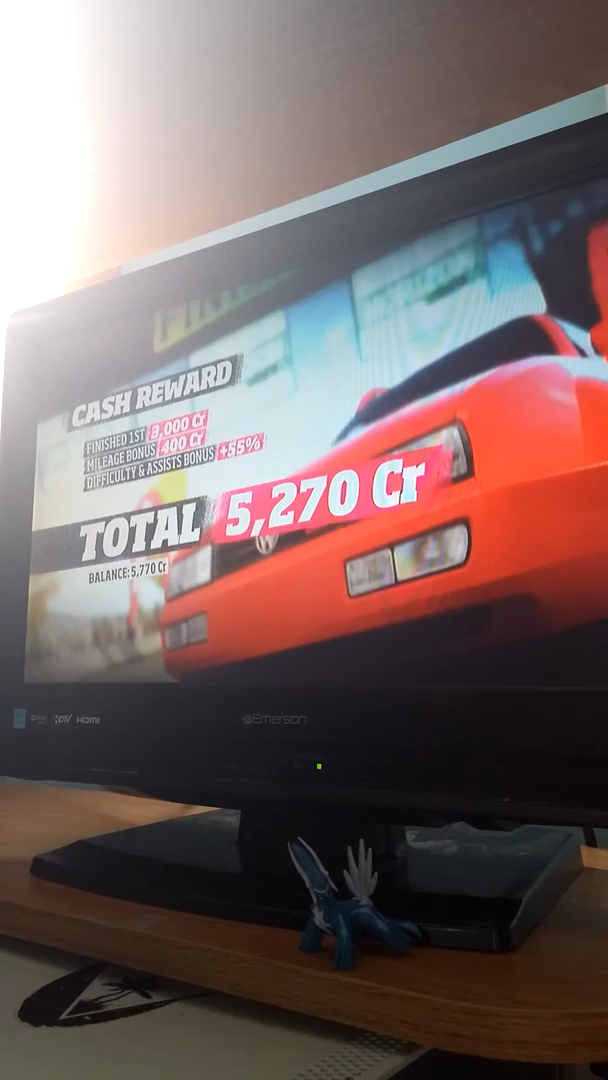 CASH REWARD
FINISHED 1ST 3,000 Cr
MILEAGE BONUS 400 Cr
DIFFICULTY & ASSISTS BONUS +55%
TOTAL 5,270 Cr
BALANCE: 5,770 Cr
HDMI
Emerson